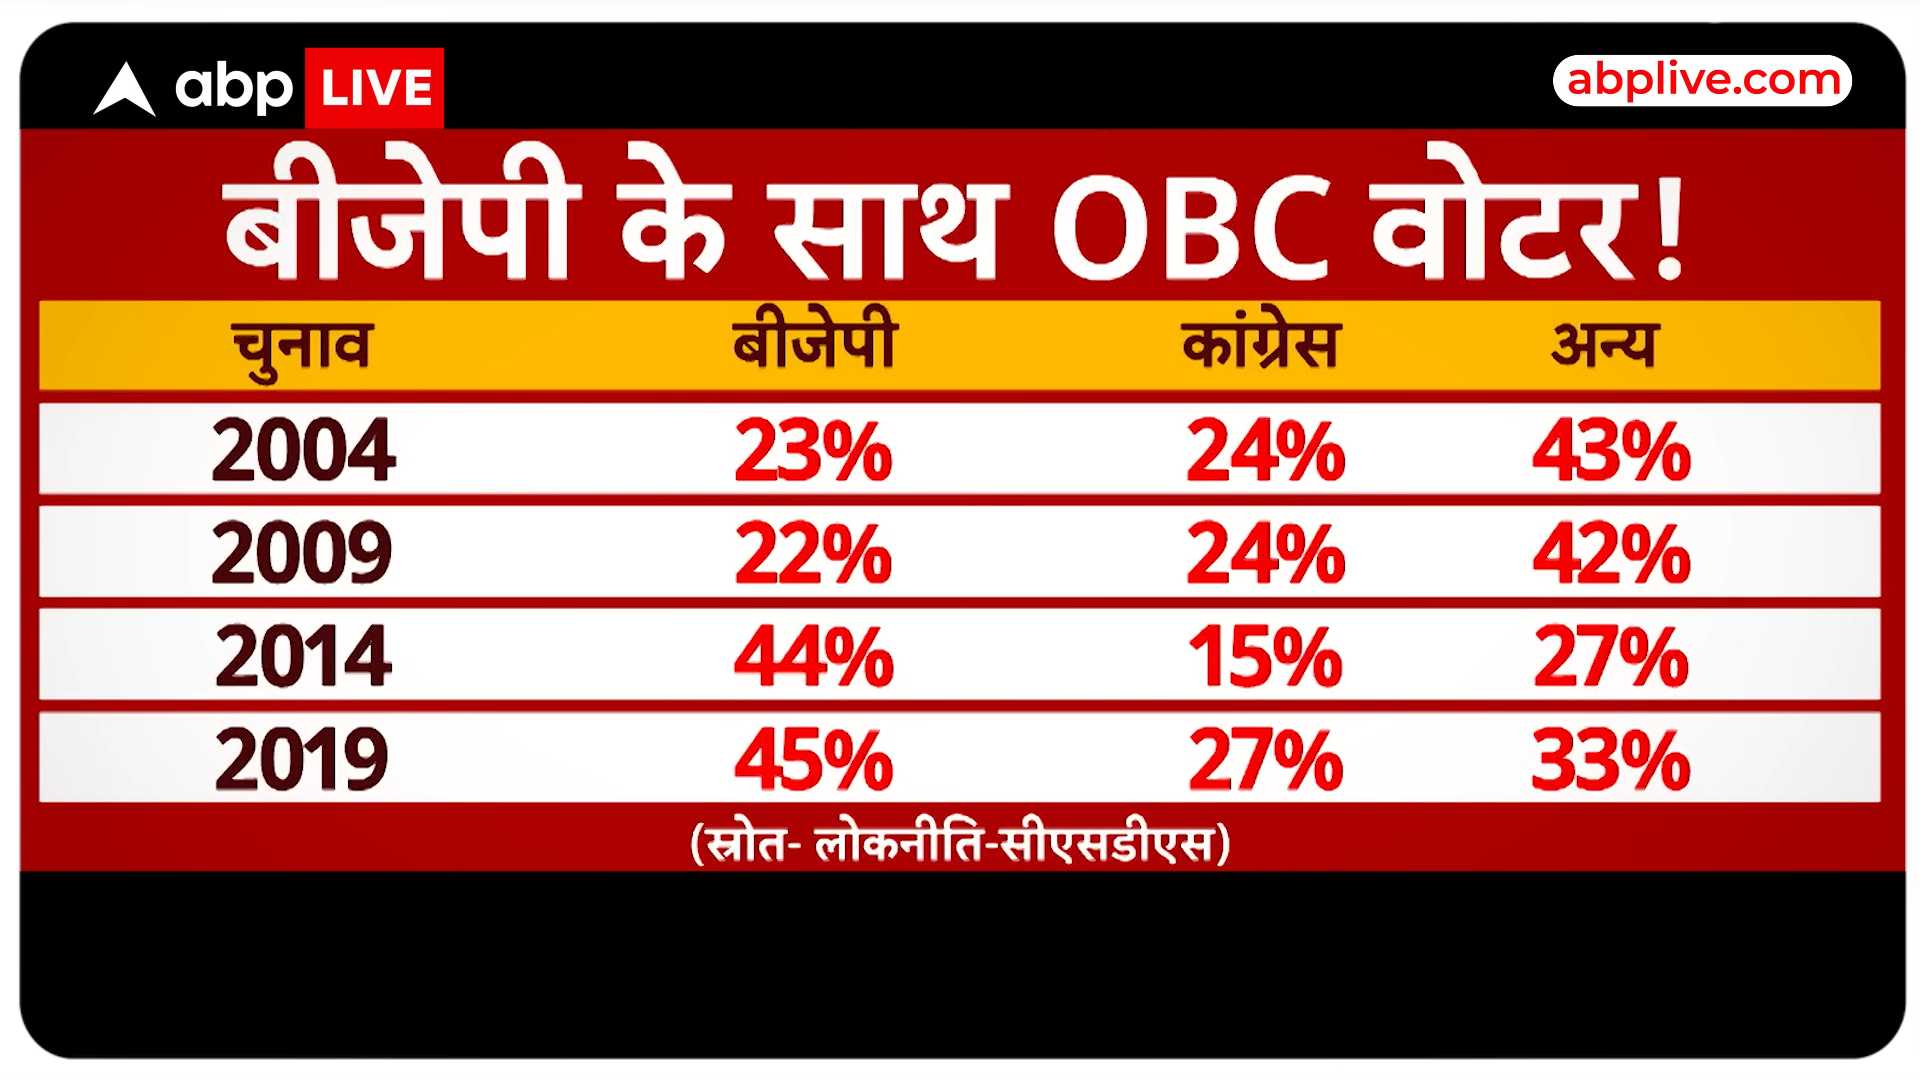 abp LIVE
abplive.com
बीजेपी के साथ OBC वोटर!
चुनाव बीजेपी कांग्रेस अन्य
2004 23% 24% 43%
2009 22% 24% 42%
2014 44% 15% 27%
2019 45% 27% 33%
(स्रोत- लोकनीति-सीएसडीएस)